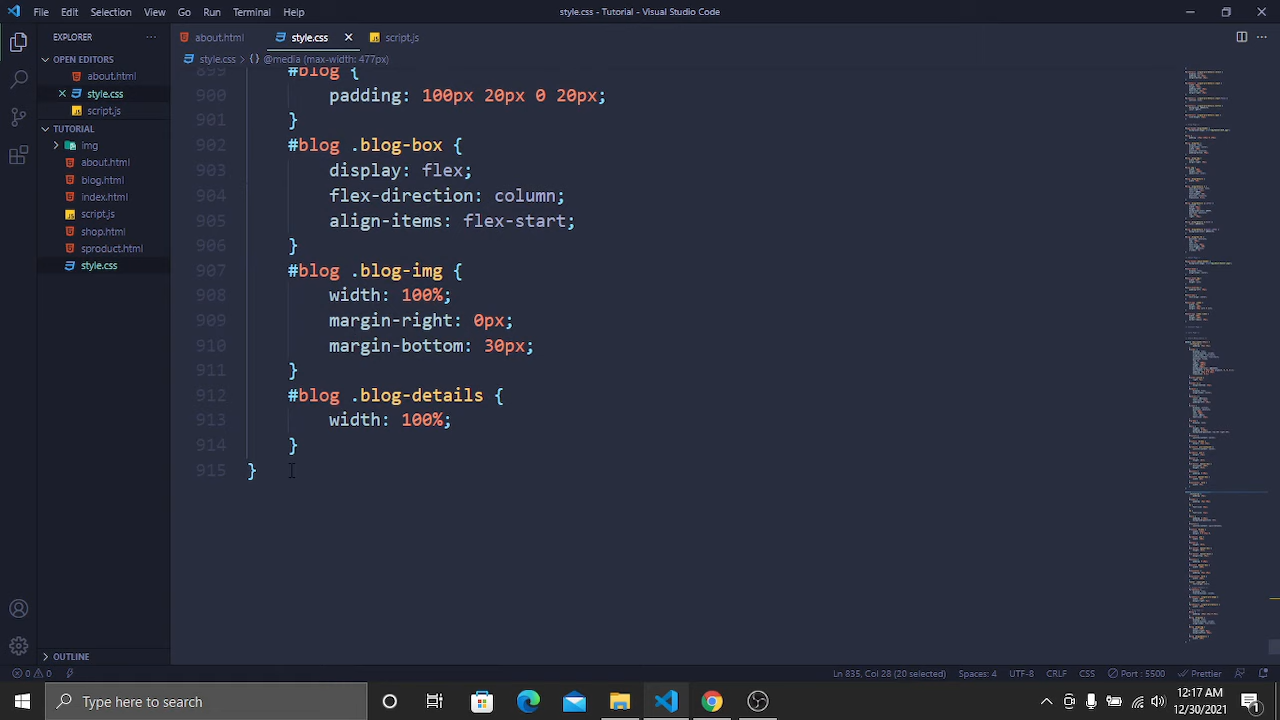 File Edit Selection View Go Run Terminal Help
style.css - Tutorial - Visual Studio Code
EXPLORER
about.html
style.css
script.js
OPEN EDITORS
style.css > {} @media (max-width: 477px)
about.html
style.css
script.js
TUTORIAL
img
about.html
blog.html
index.html
script.js
shop.html
sproduct.html
style.css
899 #blog {
900 padding: 100px 20px 0 20px;
901 }
902 #blog .blog-box {
903 display: flex;
904 flex-direction: column;
905 align-items: flex-start;
906 }
907 #blog .blog-img {
908 width: 100%;
909 margin-right: 0px;
910 margin-bottom: 30px;
911 }
912 #blog .blog-details {
913 width: 100%;
914 }
915 }
OUTLINE
0 0
Ln 835, Col 28 (20 selected) Spaces: 4 UTF-8 CRLF CSS Port : 5500 Prettier
Type here to search
1:17 AM
12/30/2021